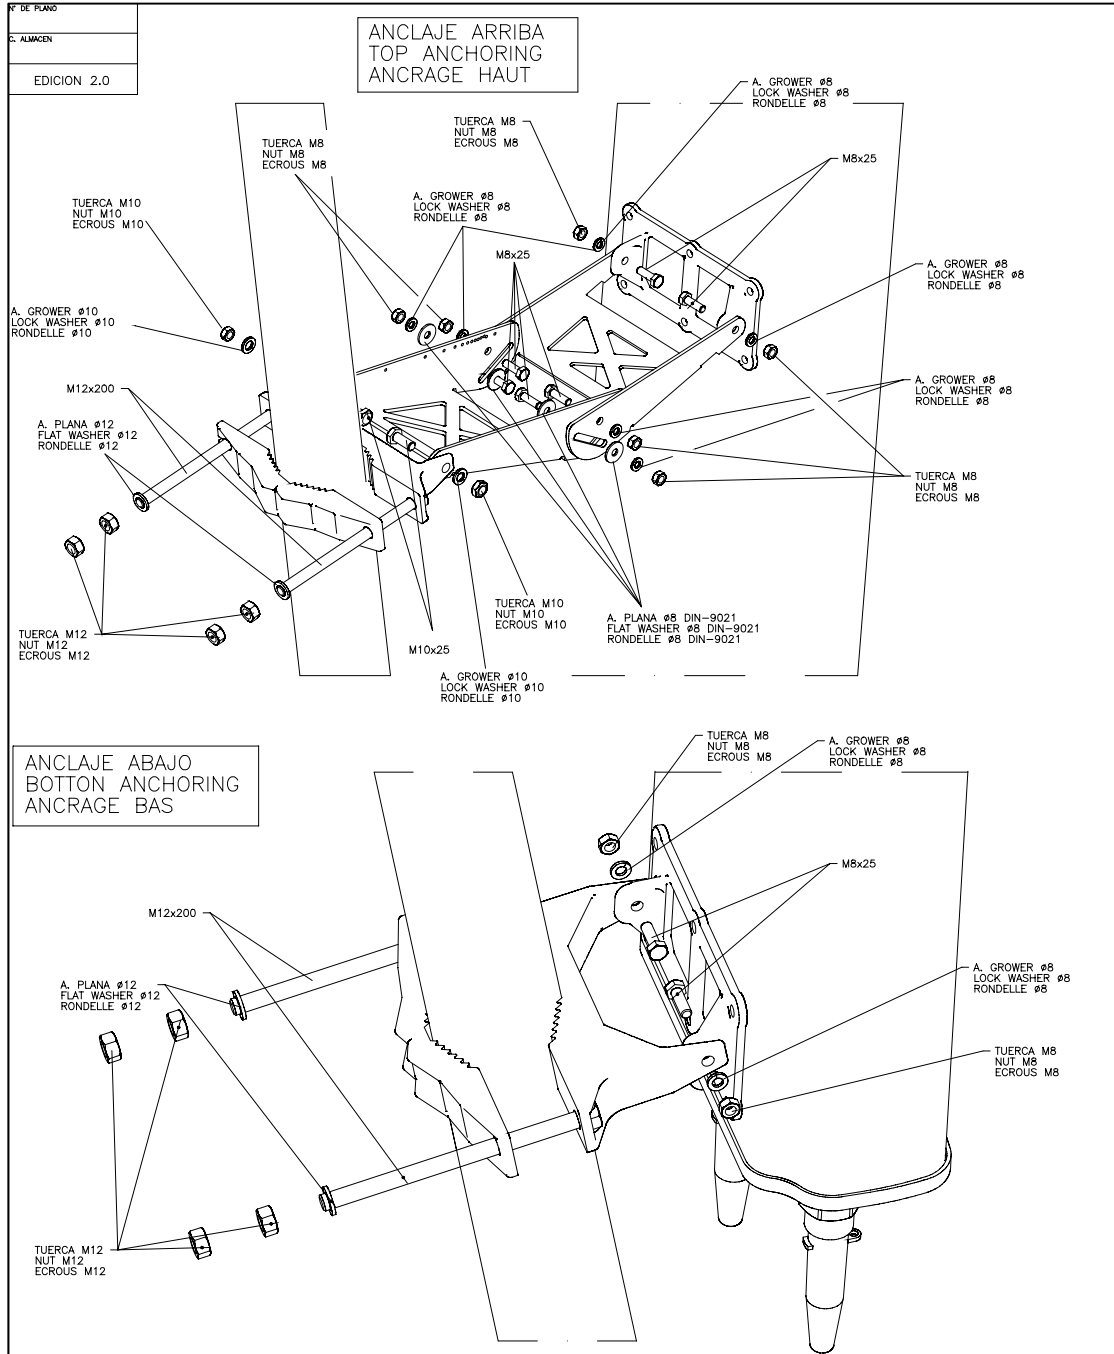 Nº DE PLANO
C. ALMACEN
EDICION 2.0
ANCLAJE ARRIBA
TOP ANCHORING
ANCRAGE HAUT
A. GROWER ø8
LOCK WASHER ø8
RONDELLE ø8
TUERCA M8
NUT M8
ECROUS M8
TUERCA M8
NUT M8
ECROUS M8
M8x25
TUERCA M10
NUT M10
ECROUS M10
A. GROWER ø8
LOCK WASHER ø8
RONDELLE ø8
M8x25
A. GROWER ø8
LOCK WASHER ø8
RONDELLE ø8
A. GROWER ø10
LOCK WASHER ø10
RONDELLE ø10
M12x200
A. GROWER ø8
LOCK WASHER ø8
RONDELLE ø8
A. PLANA ø12
FLAT WASHER ø12
RONDELLE ø12
TUERCA M8
NUT M8
ECROUS M8
TUERCA M10
NUT M10
ECROUS M10
A. PLANA ø8 DIN-9021
FLAT WASHER ø8 DIN-9021
RONDELLE ø8 DIN-9021
TUERCA M12
NUT M12
ECROUS M12
M10x25
A. GROWER ø10
LOCK WASHER ø10
RONDELLE ø10
ANCLAJE ABAJO
BOTTON ANCHORING
ANCRAGE BAS
TUERCA M8
NUT M8
ECROUS M8
A. GROWER ø8
LOCK WASHER ø8
RONDELLE ø8
M8x25
M12x200
A. PLANA ø12
FLAT WASHER ø12
RONDELLE ø12
A. GROWER ø8
LOCK WASHER ø8
RONDELLE ø8
TUERCA M8
NUT M8
ECROUS M8
TUERCA M12
NUT M12
ECROUS M12